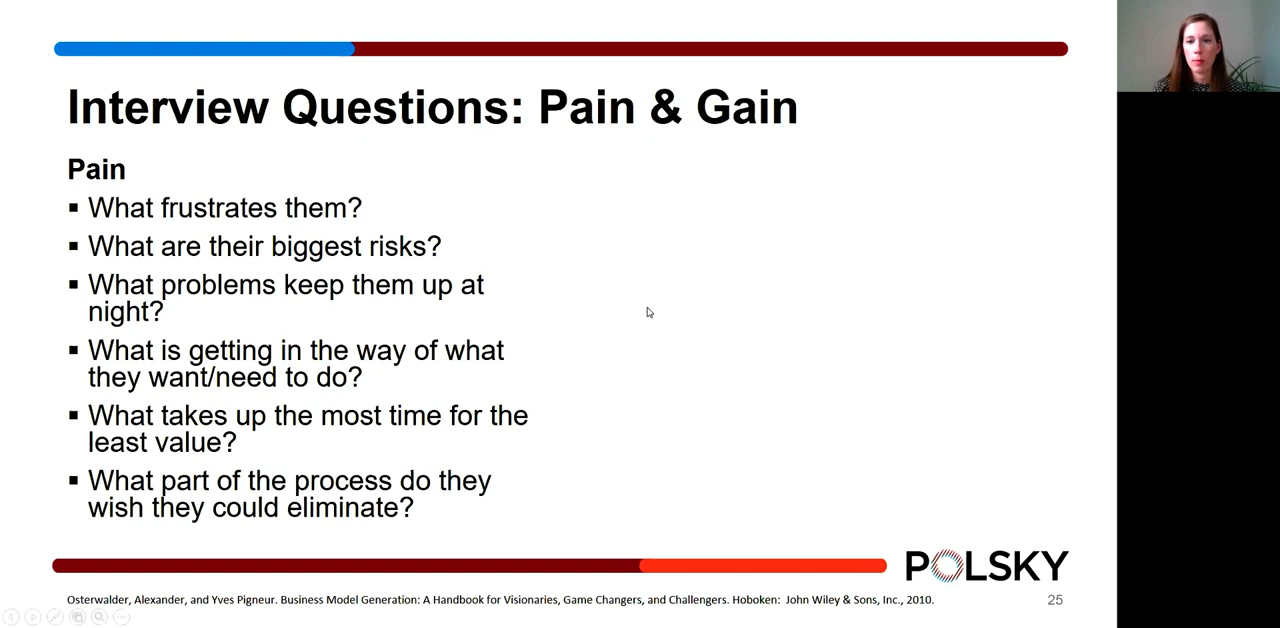 Interview Questions: Pain & Gain
Pain
▪ What frustrates them?
▪ What are their biggest risks?
▪ What problems keep them up at
night?
▪ What is getting in the way of what
they want/need to do?
▪ What takes up the most time for the
least value?
▪ What part of the process do they
wish they could eliminate?
POLSKY
Osterwalder, Alexander, and Yves Pigneur. Business Model Generation: A Handbook for Visionaries, Game Changers, and Challengers. Hoboken: John Wiley & Sons, Inc., 2010.
25